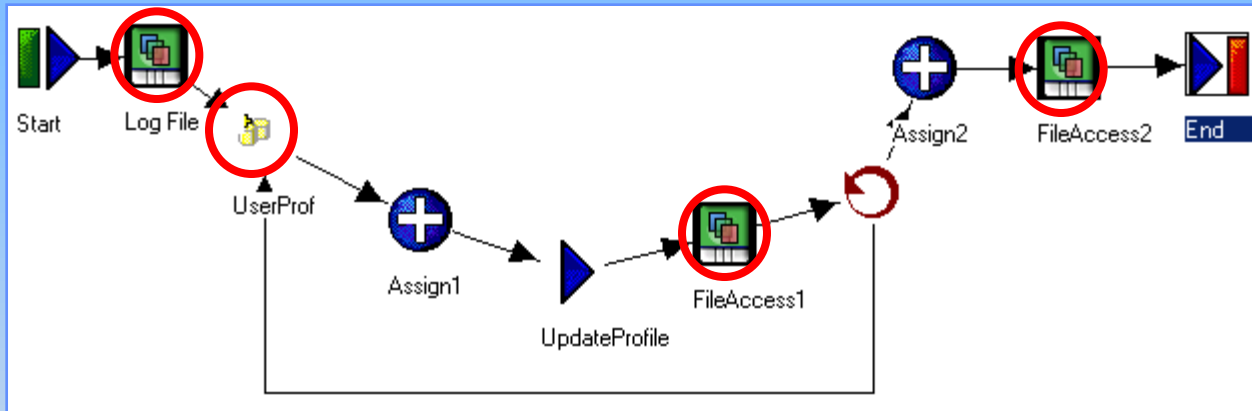 Start
Log File
UserProf
Assign1
UpdateProfile
FileAccess1
Assign2
FileAccess2
End